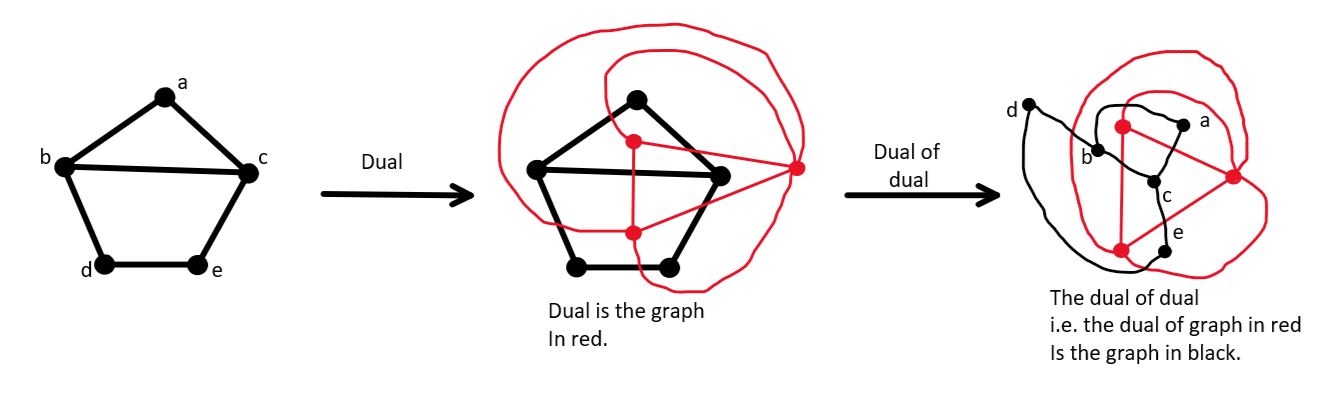 a
b
c
d
e
Dual
Dual is the graph
In red.
Dual of
dual
d
a
b
c
e
The dual of dual
i.e. the dual of graph in red
Is the graph in black.